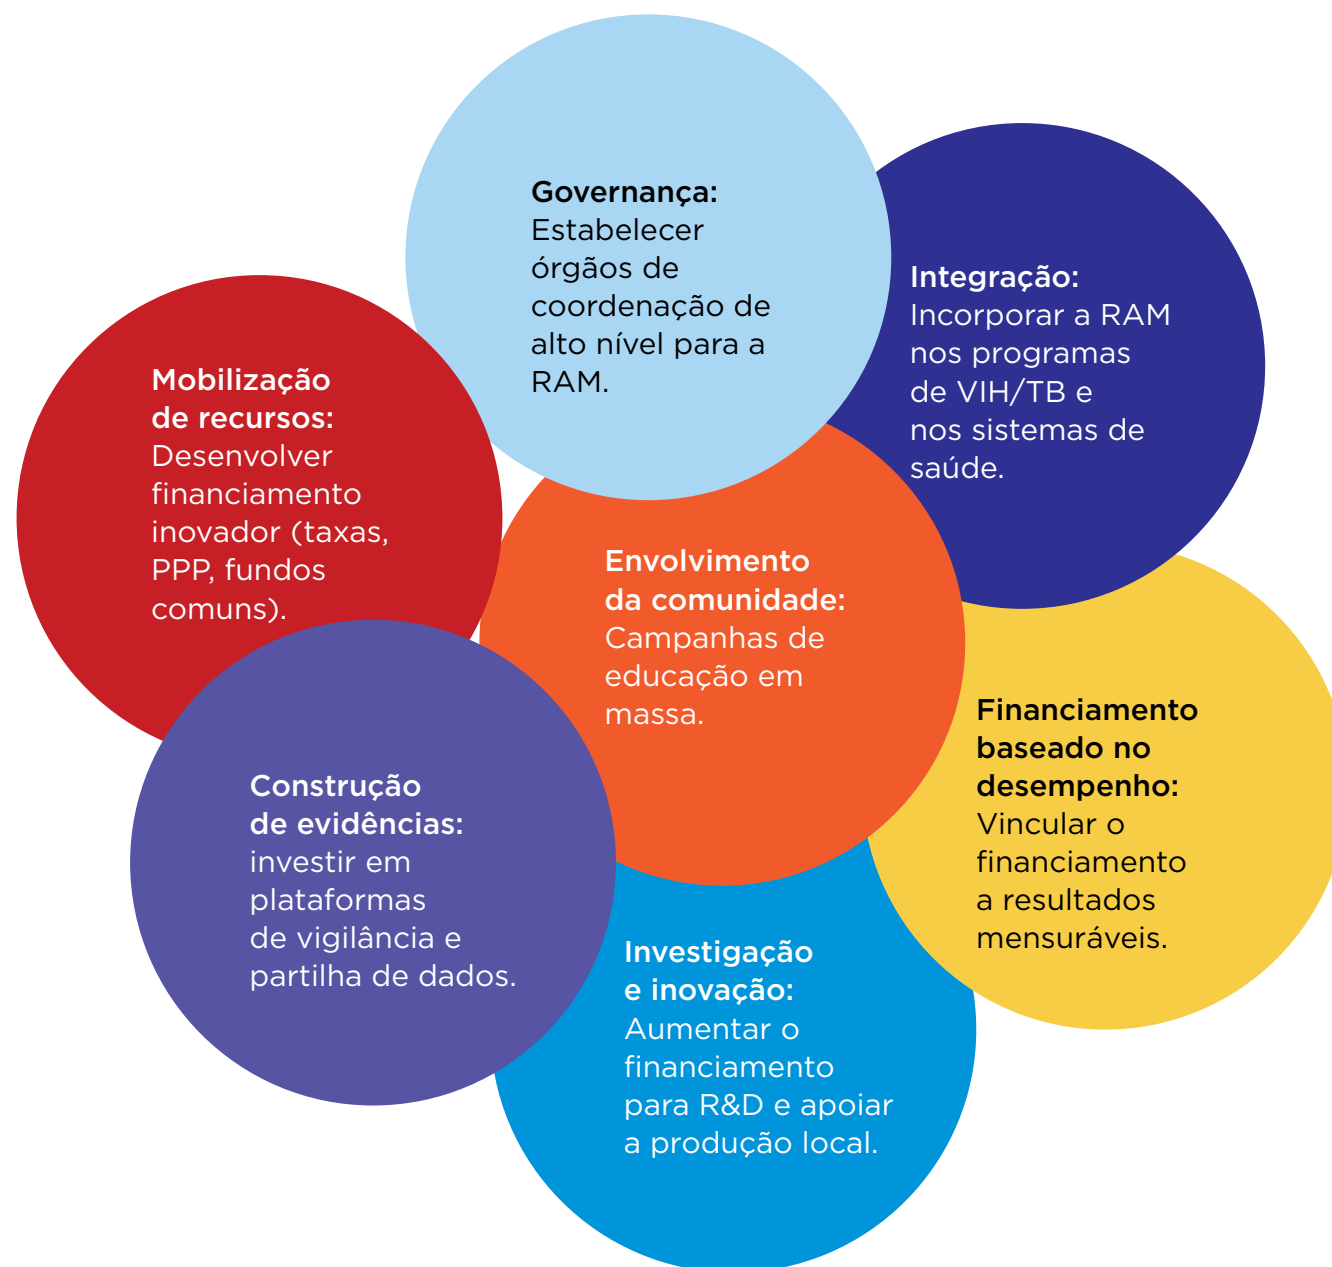 Governança:
Estabelecer
órgãos de
coordenação de
alto nível para a
RAM.
Integração:
Incorporar a RAM
nos programas
de VIH/TB e
nos sistemas de
saúde.
Mobilização
de recursos:
Desenvolver
financiamento
inovador (taxas,
PPP, fundos
comuns).
Envolvimento
da comunidade:
Campanhas de
educação em
massa.
Financiamento
baseado no
desempenho:
Vincular o
financiamento
a resultados
mensuráveis.
Construção
de evidências:
investir em
plataformas
de vigilância e
partilha de dados.
Investigação
e inovação:
Aumentar o
financiamento
para R&D e apoiar
a produção local.